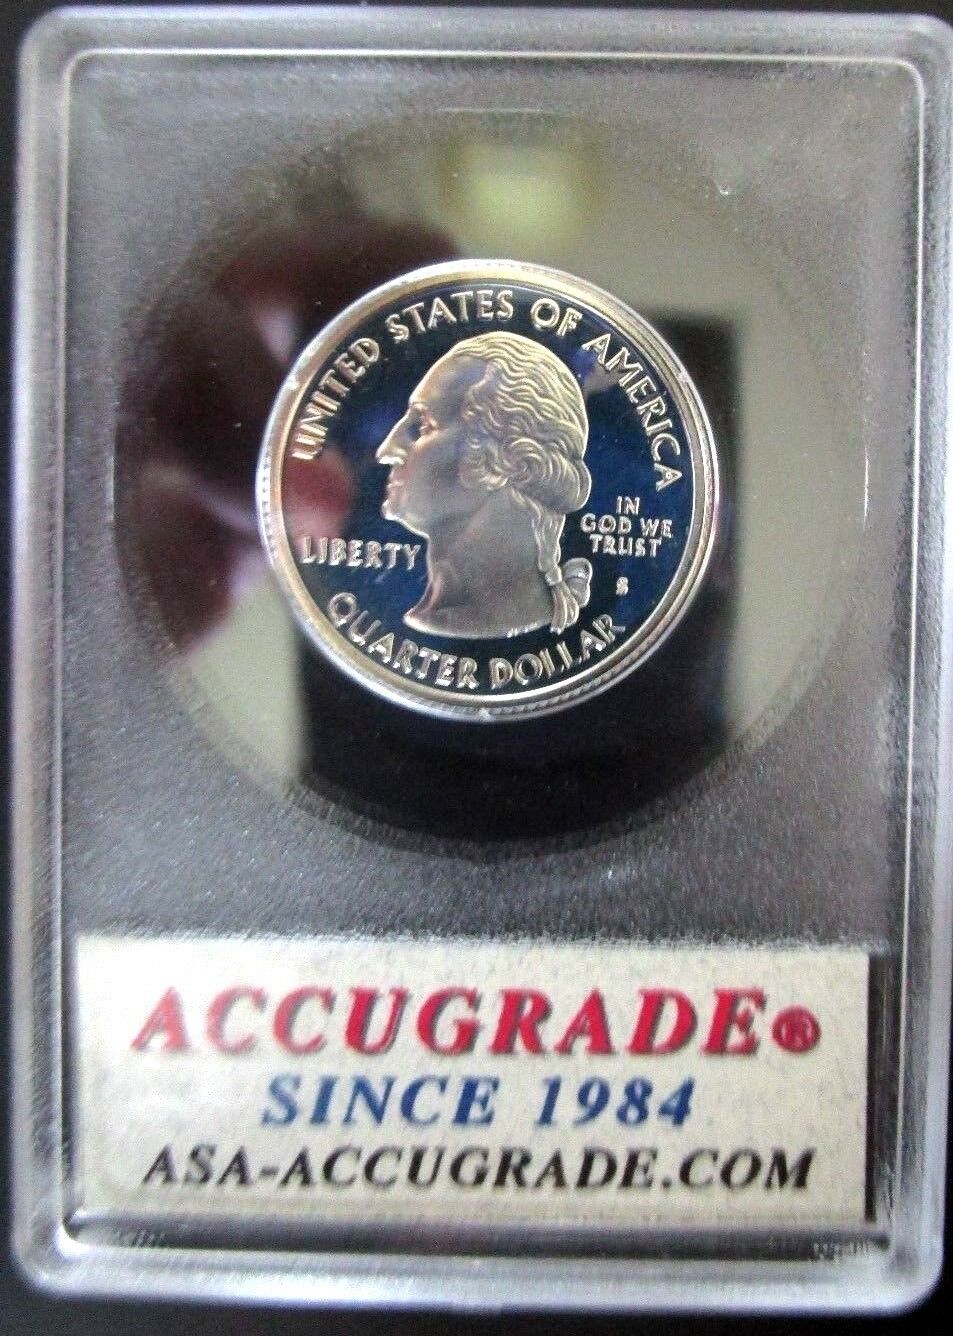 UNITED STATES OF AMERICA
LIBERTY
IN
GOD WE
TRUST
S
QUARTER DOLLAR
ACCUGRADE®
SINCE 1984
ASA-ACCUGRADE.COM